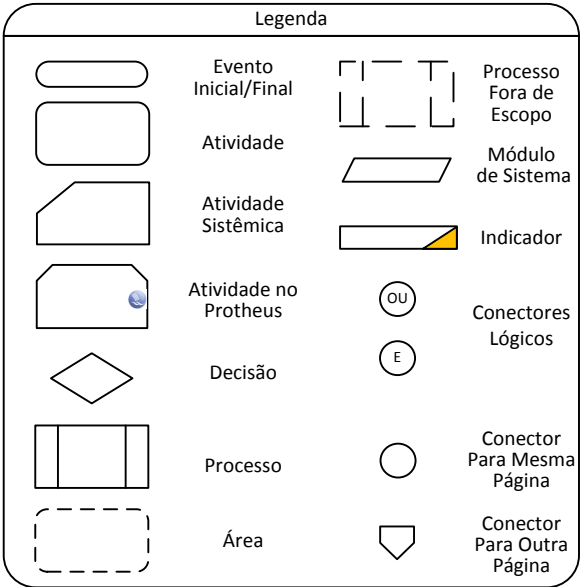 Legenda
Evento
Inicial/Final
Atividade
Atividade
Sistêmica
Atividade no
Protheus
Decisão
Processo
Área
Processo
Fora de
Escopo
Módulo
de Sistema
Indicador
OU
E
Conectores
Lógicos
Conector
Para Mesma
Página
Conector
Para Outra
Página